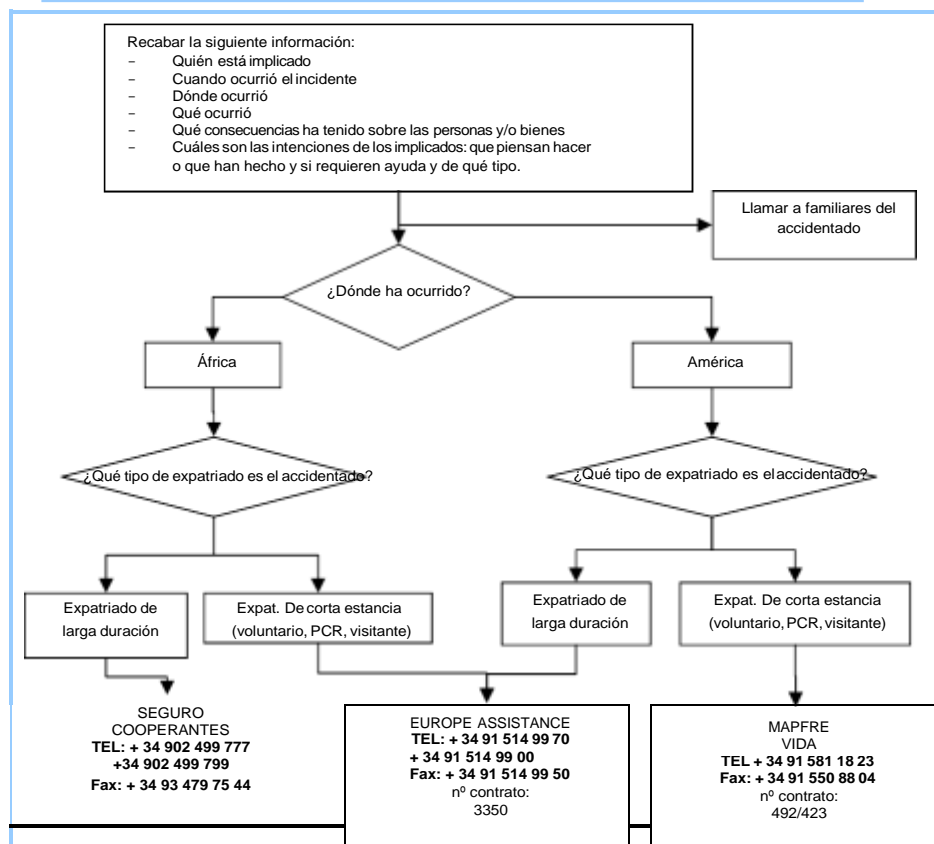 Recabar la siguiente información:
- Quién está implicado
- Cuando ocurrió el incidente
- Dónde ocurrió
- Qué ocurrió
- Qué consecuencias ha tenido sobre las personas y/o bienes
- Cuáles son las intenciones de los implicados: que piensan hacer
o que han hecho y si requieren ayuda y de qué tipo.
Llamar a familiares del
accidentado
¿Dónde ha ocurrido?
África
América
¿Qué tipo de expatriado es el accidentado?
¿Qué tipo de expatriado es el accidentado?
Expatriado de
larga duración
Expat. De corta estancia
(voluntario, PCR, visitante)
Expatriado de
larga duración
Expat. De corta estancia
(voluntario, PCR, visitante)
SEGURO
COOPERANTES
TEL: + 34 902 499 777
+34 902 499 799
Fax: + 34 93 479 75 44
EUROPE ASSISTANCE
TEL: + 34 91 514 99 70
+ 34 91 514 99 00
Fax: + 34 91 514 99 50
nº contrato:
3350
MAPFRE
VIDA
TEL + 34 91 581 18 23
Fax: + 34 91 550 88 04
nº contrato:
492/423